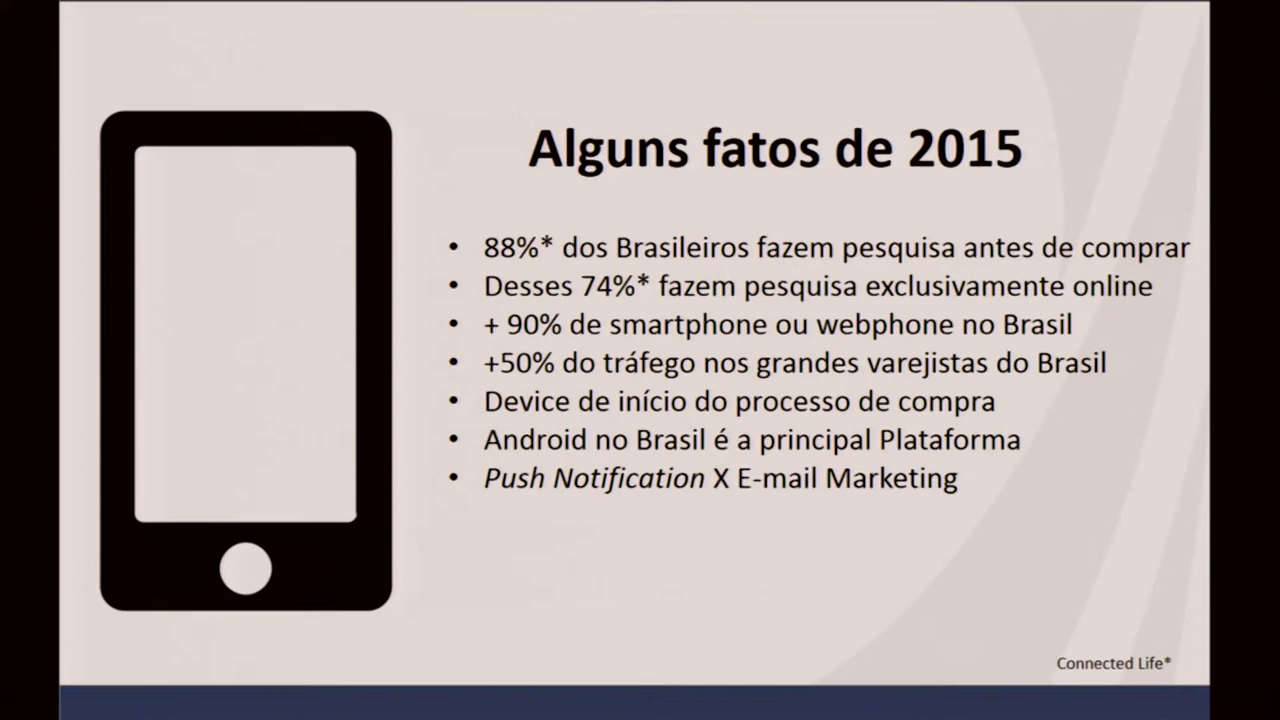 Alguns fatos de 2015
• 88%* dos Brasileiros fazem pesquisa antes de comprar
• Desses 74%* fazem pesquisa exclusivamente online
• + 90% de smartphone ou webphone no Brasil
• +50% do tráfego nos grandes varejistas do Brasil
• Device de início do processo de compra
• Android no Brasil é a principal Plataforma
• Push Notification X E-mail Marketing
Connected Life*